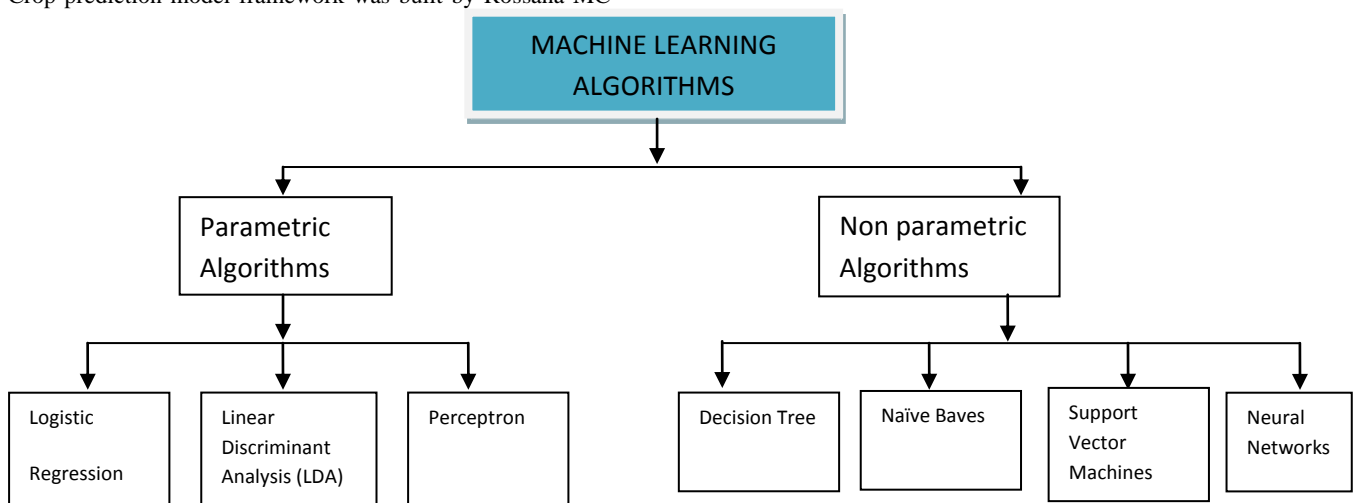 Crop prediction model framework was built by Rossana MC
MACHINE LEARNING
ALGORITHMS
Parametric
Algorithms
Non parametric
Algorithms
Logistic
Regression
Linear
Discriminant
Analysis (LDA)
Perceptron
Decision Tree
Naïve Baves
Support
Vector
Machines
Neural
Networks